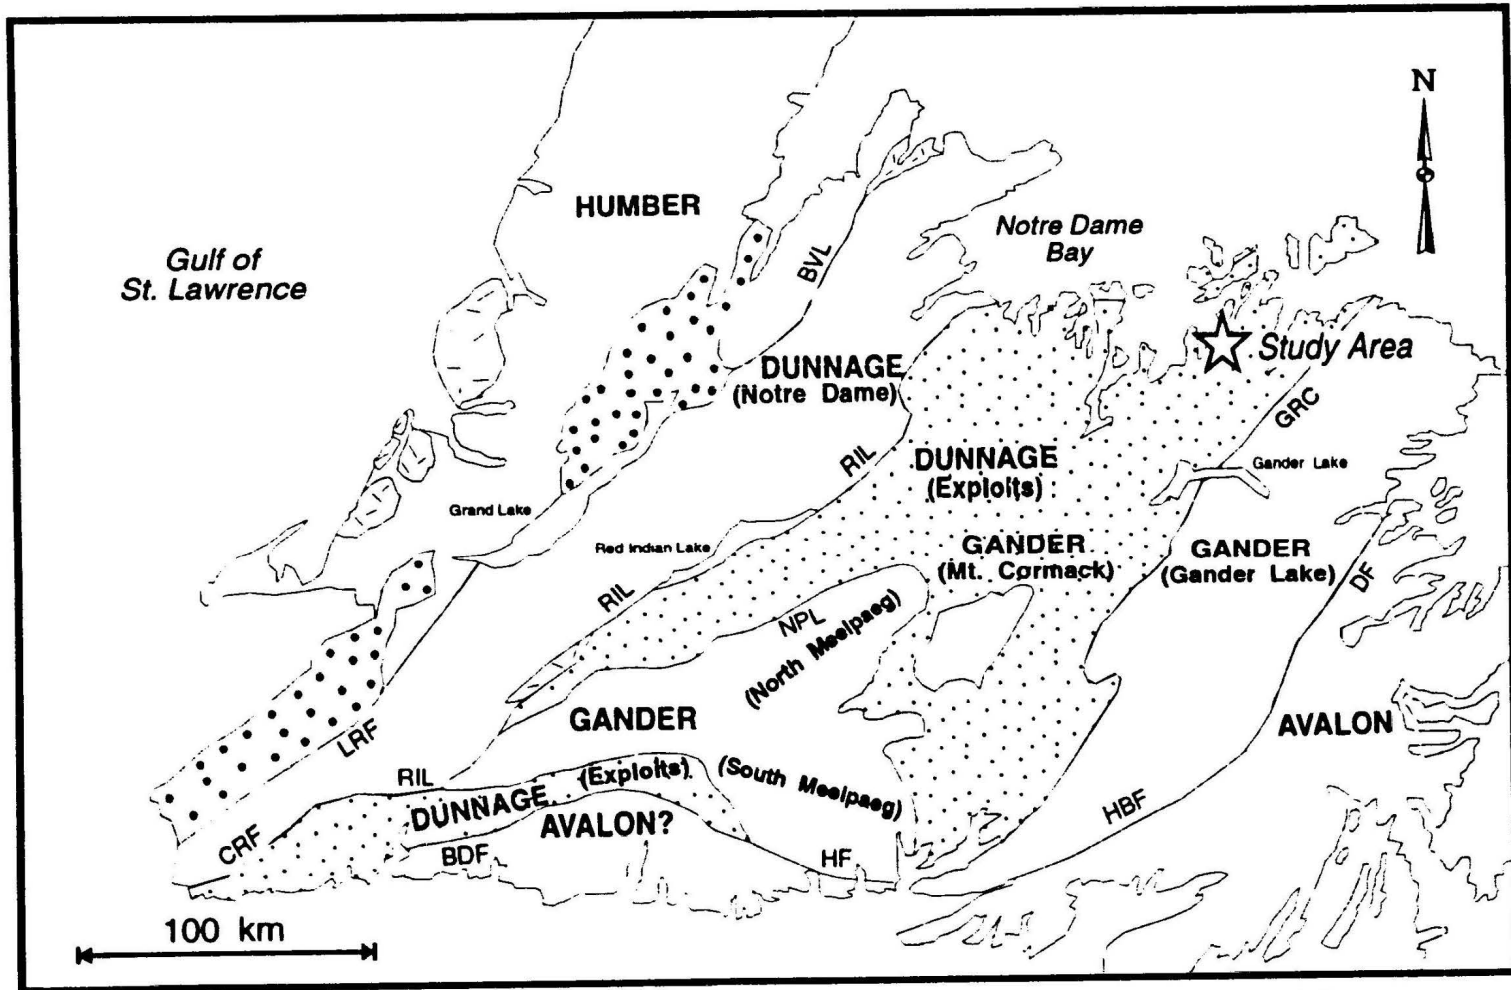 N
HUMBER
Notre Dame
Bay
Gulf of
St. Lawrence
BVL
Study Area
DUNNAGE
(Notre Dame)
GRC
RIL
DUNNAGE
(Exploits)
Gander Lake
Grand Lake
Red Indian Lake
GANDER
(Mt. Cormack)
GANDER
(Gander Lake)
DF
RIL
NPL
(North Meelpaeg)
GANDER
AVALON
LRF
RIL
(Exploits)
(South Meelpaeg)
DUNNAGE
AVALON?
HBF
CRF
BDF
HF
100 km